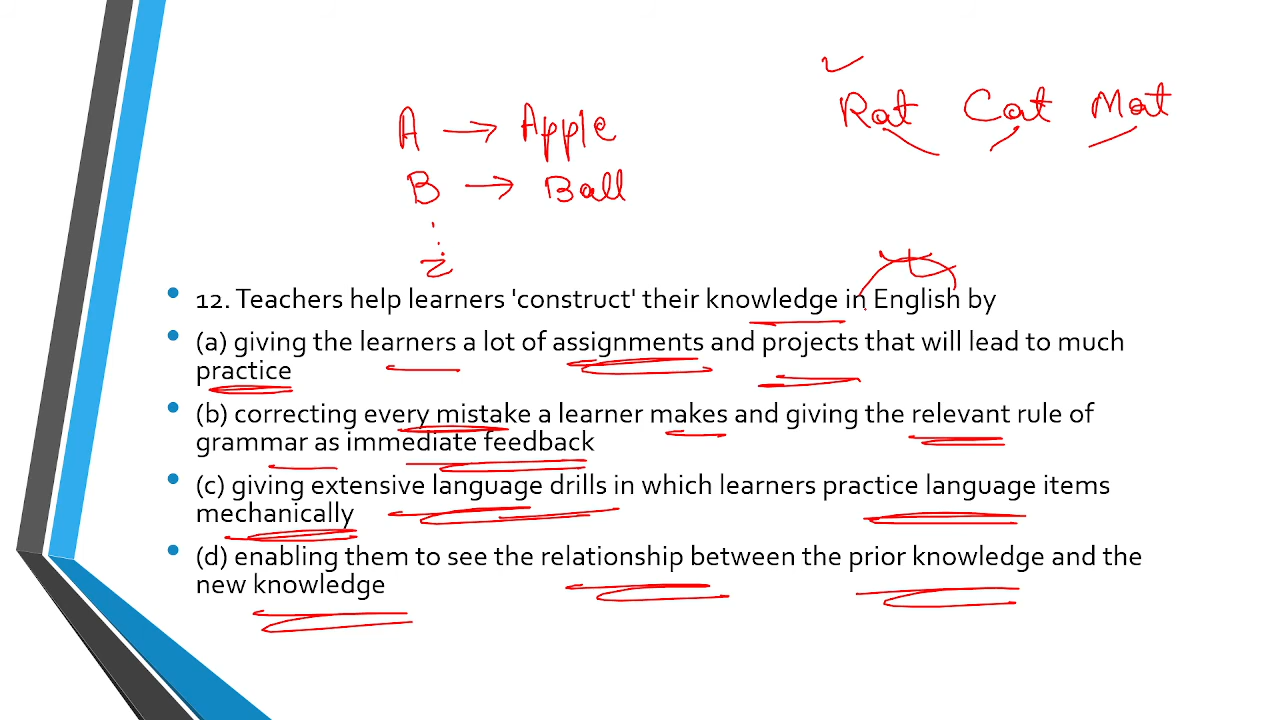 Rat Cat Mat
A → Apple
B → Ball
Z
• 12. Teachers help learners 'construct' their knowledge in English by
• (a) giving the learners a lot of assignments and projects that will lead to much
practice
• (b) correcting every mistake a learner makes and giving the relevant rule of
grammar as immediate feedback
• (c) giving extensive language drills in which learners practice language items
mechanically
• (d) enabling them to see the relationship between the prior knowledge and the
new knowledge